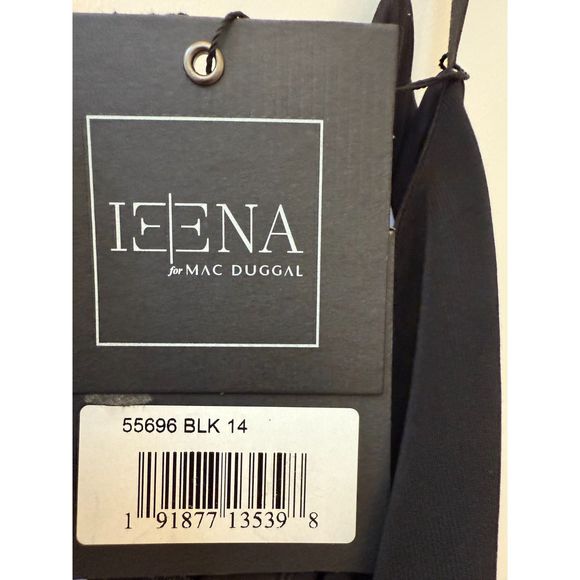 IEENA
for MAC DUGGAL
55696 BLK 14
1 91877 13539 8